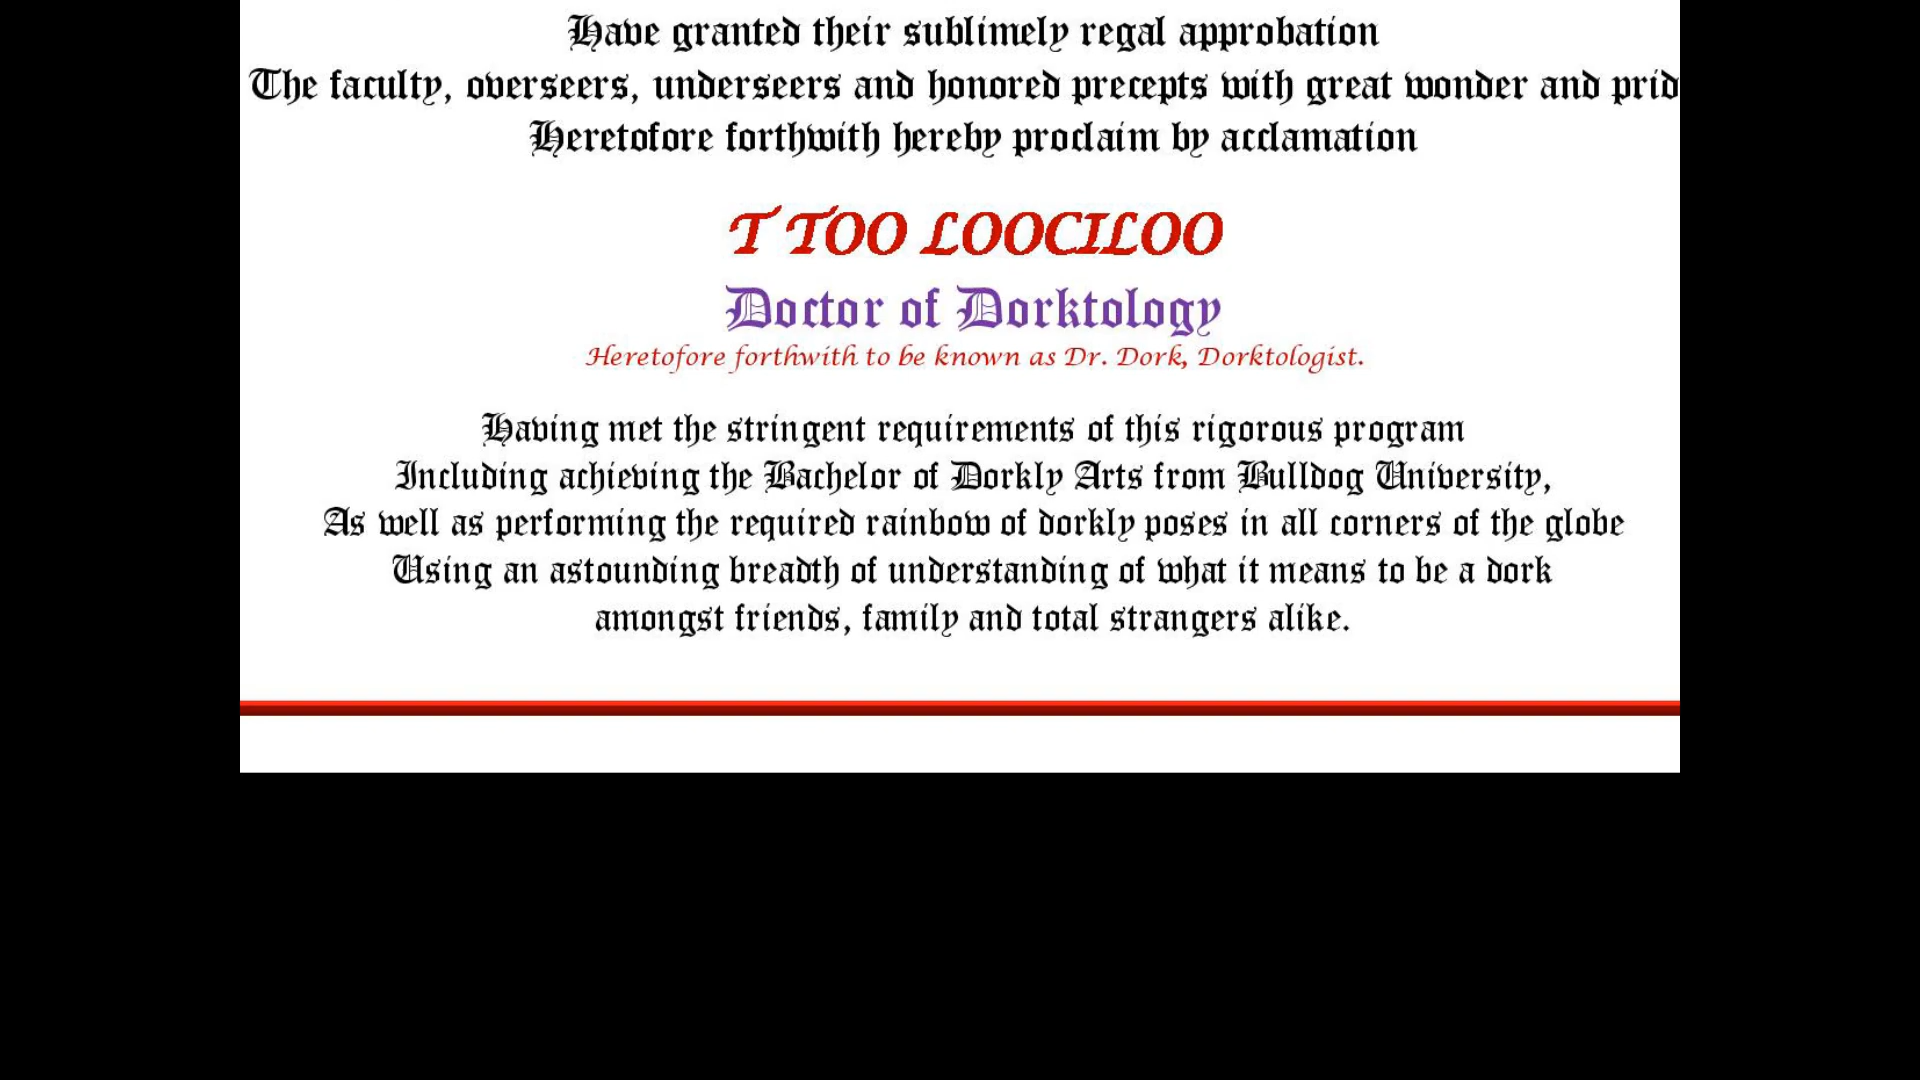 Have granted their sublimely regal approbation
The faculty, overseers, underseers and honored precepts with great wonder and prid
Heretofore forthwith hereby proclaim by acclamation
T TOO LOOCILOO
Doctor of Dorktology
Heretofore forthwith to be known as Dr. Dork, Dorktologist.
Having met the stringent requirements of this rigorous program
Including achieving the Bachelor of Dorkly Arts from Bulldog University,
As well as performing the required rainbow of dorkly poses in all corners of the globe
Using an astounding breadth of understanding of what it means to be a dork
amongst friends, family and total strangers alike.